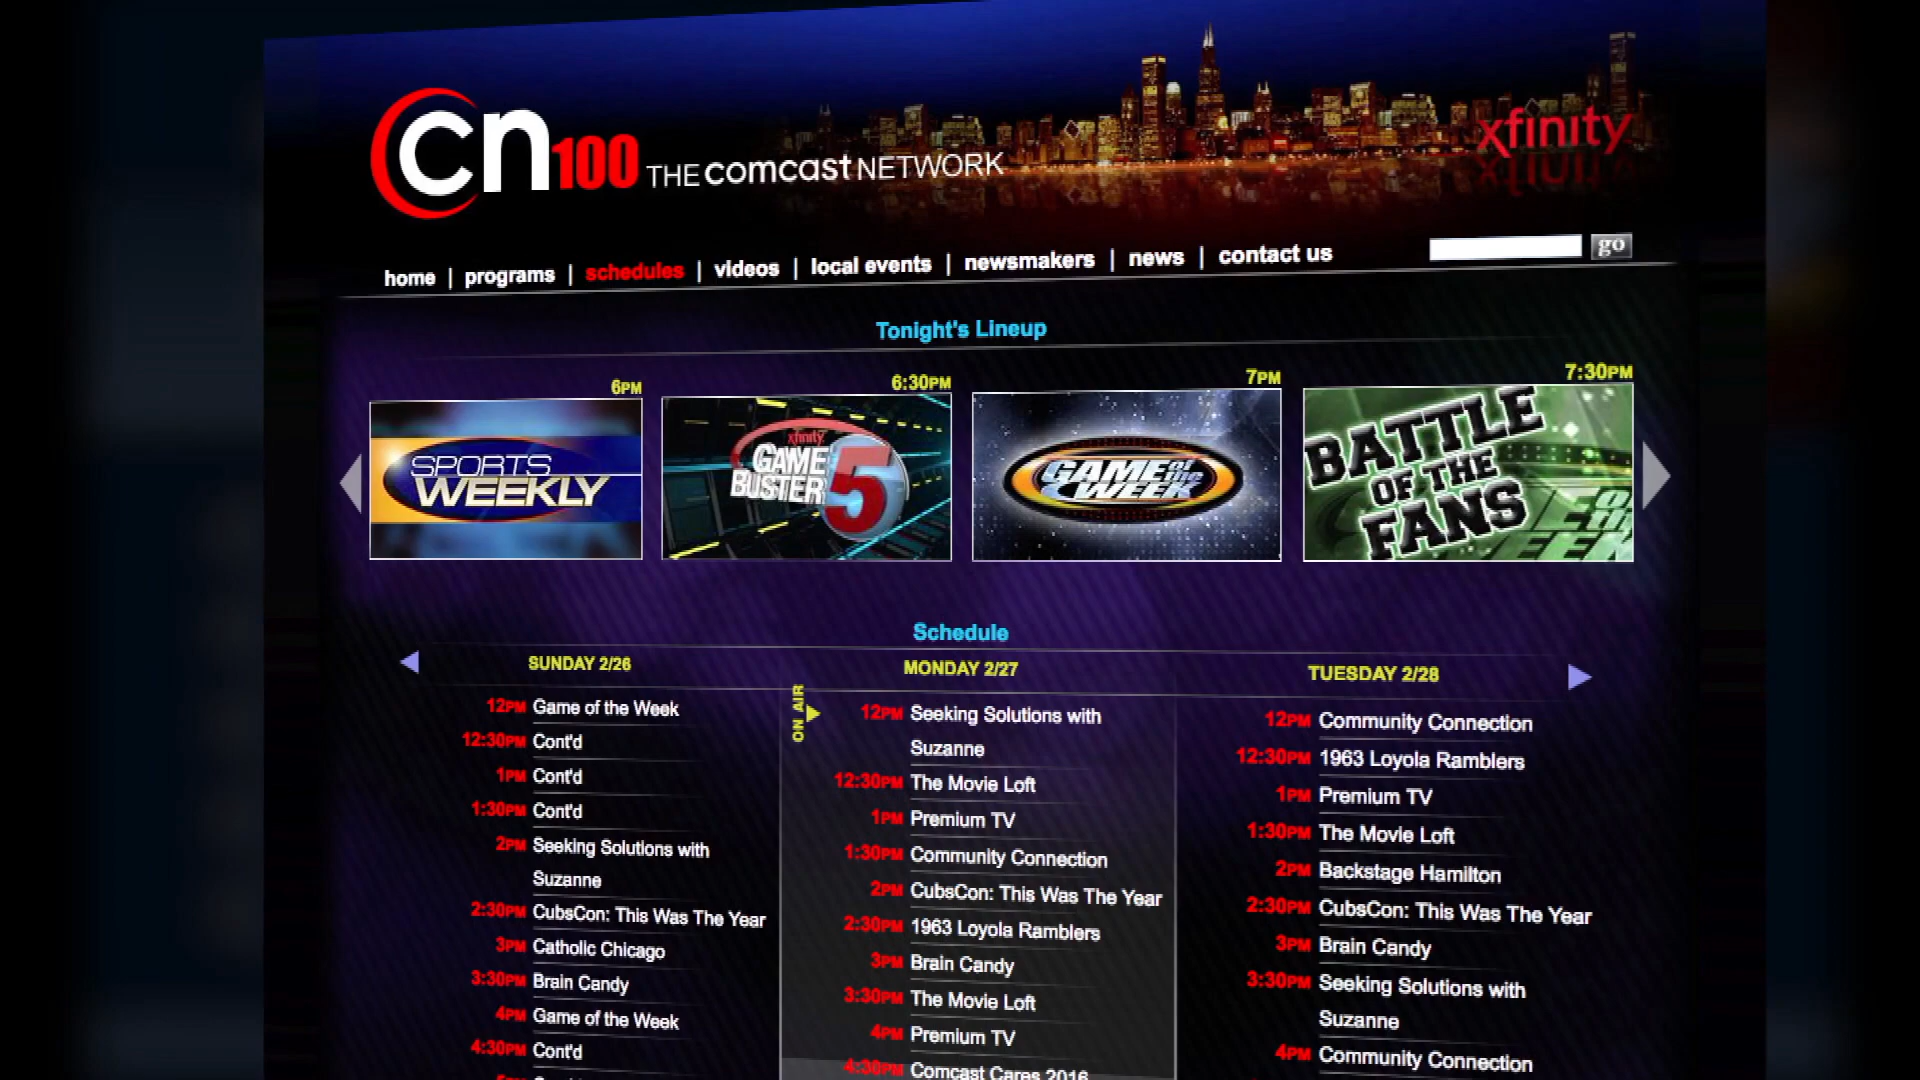 cn100 THE comcast NETWORK
xfinity
home | programs | schedules | videos | local events | newsmakers | news | contact us
go
Tonight's Lineup
6PM
6:30PM
7PM
7:30PM
SPORTS
WEEKLY
xfinity
GAME
BUSTER 5
GAME of the
WEEK
BATTLE
OF THE
FANS
Schedule
SUNDAY 2/26
12PM Game of the Week
12:30PM Cont'd
1PM Cont'd
1:30PM Cont'd
2PM Seeking Solutions with
Suzanne
2:30PM CubsCon: This Was The Year
3PM Catholic Chicago
3:30PM Brain Candy
4PM Game of the Week
4:30PM Cont'd
MONDAY 2/27
ON AIR
12PM Seeking Solutions with
Suzanne
12:30PM The Movie Loft
1PM Premium TV
1:30PM Community Connection
2PM CubsCon: This Was The Year
2:30PM 1963 Loyola Ramblers
3PM Brain Candy
3:30PM The Movie Loft
4PM Premium TV
4:30PM Comcast Cares 2016
TUESDAY 2/28
12PM Community Connection
12:30PM 1963 Loyola Ramblers
1PM Premium TV
1:30PM The Movie Loft
2PM Backstage Hamilton
2:30PM CubsCon: This Was The Year
3PM Brain Candy
3:30PM Seeking Solutions with
Suzanne
4PM Community Connection